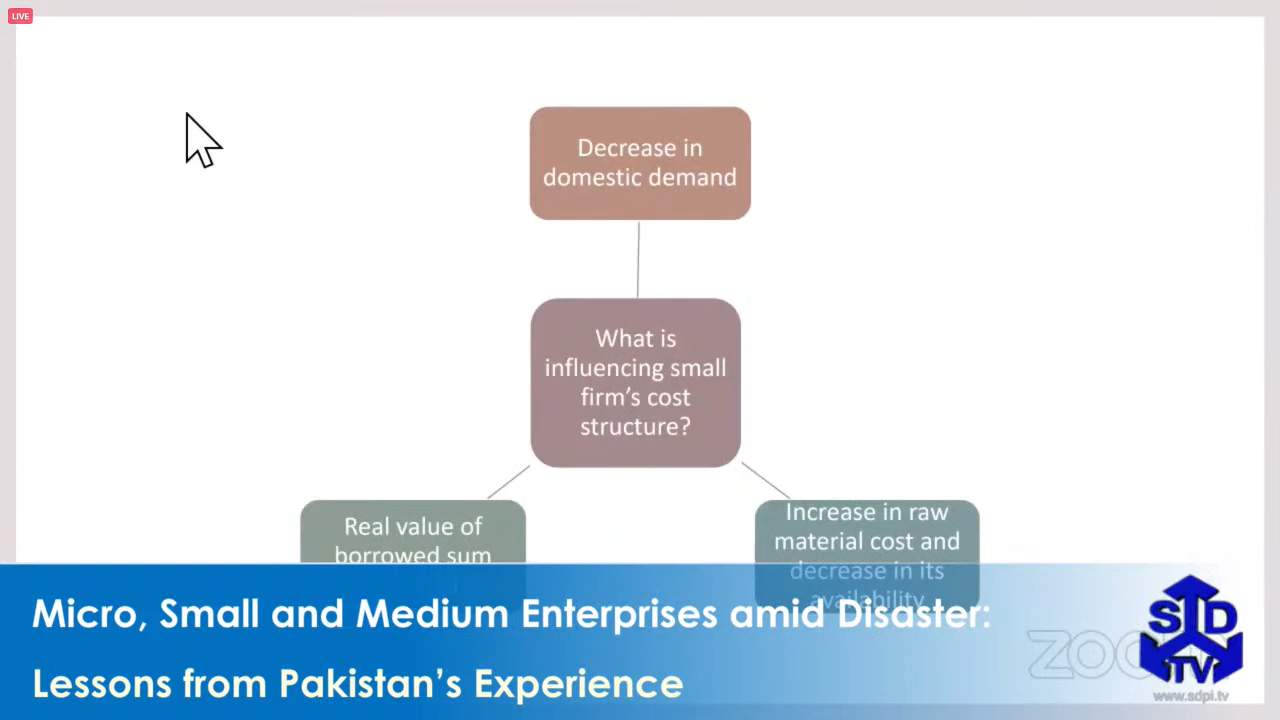 LIVE
Decrease in
domestic demand
What is
influencing small
firm’s cost
structure?
Real value of
borrowed sum
Increase in raw
material cost and
decrease in its
availability
Micro, Small and Medium Enterprises amid Disaster:
Lessons from Pakistan’s Experience
zoom
SD
TV
www.sdpi.tv